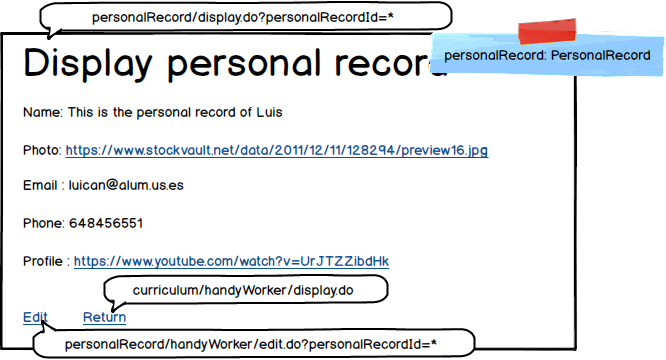 personalRecord/display.do?personalRecordId=*
Display personal record
personalRecord: PersonalRecord
Name: This is the personal record of Luis
Photo: https://www.stockvault.net/data/2011/12/11/128294/preview16.jpg
Email : luican@alum.us.es
Phone: 648456551
Profile : https://www.youtube.com/watch?v=UrJTZZibdHk
curriculum/handyWorker/display.do
Edit Return
personalRecord/handyWorker/edit.do?personalRecordId=*